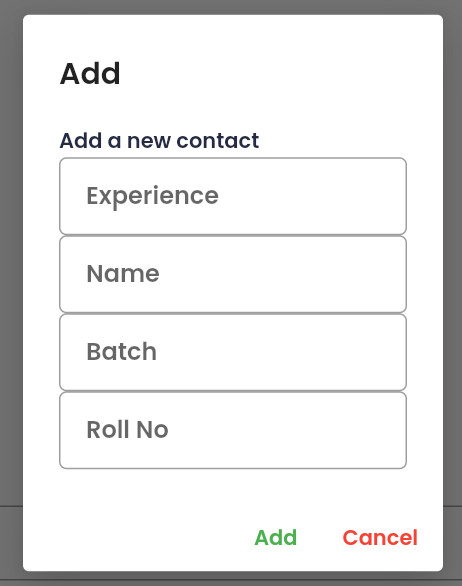 Add
Add a new contact
Experience
Name
Batch
Roll No
Add Cancel